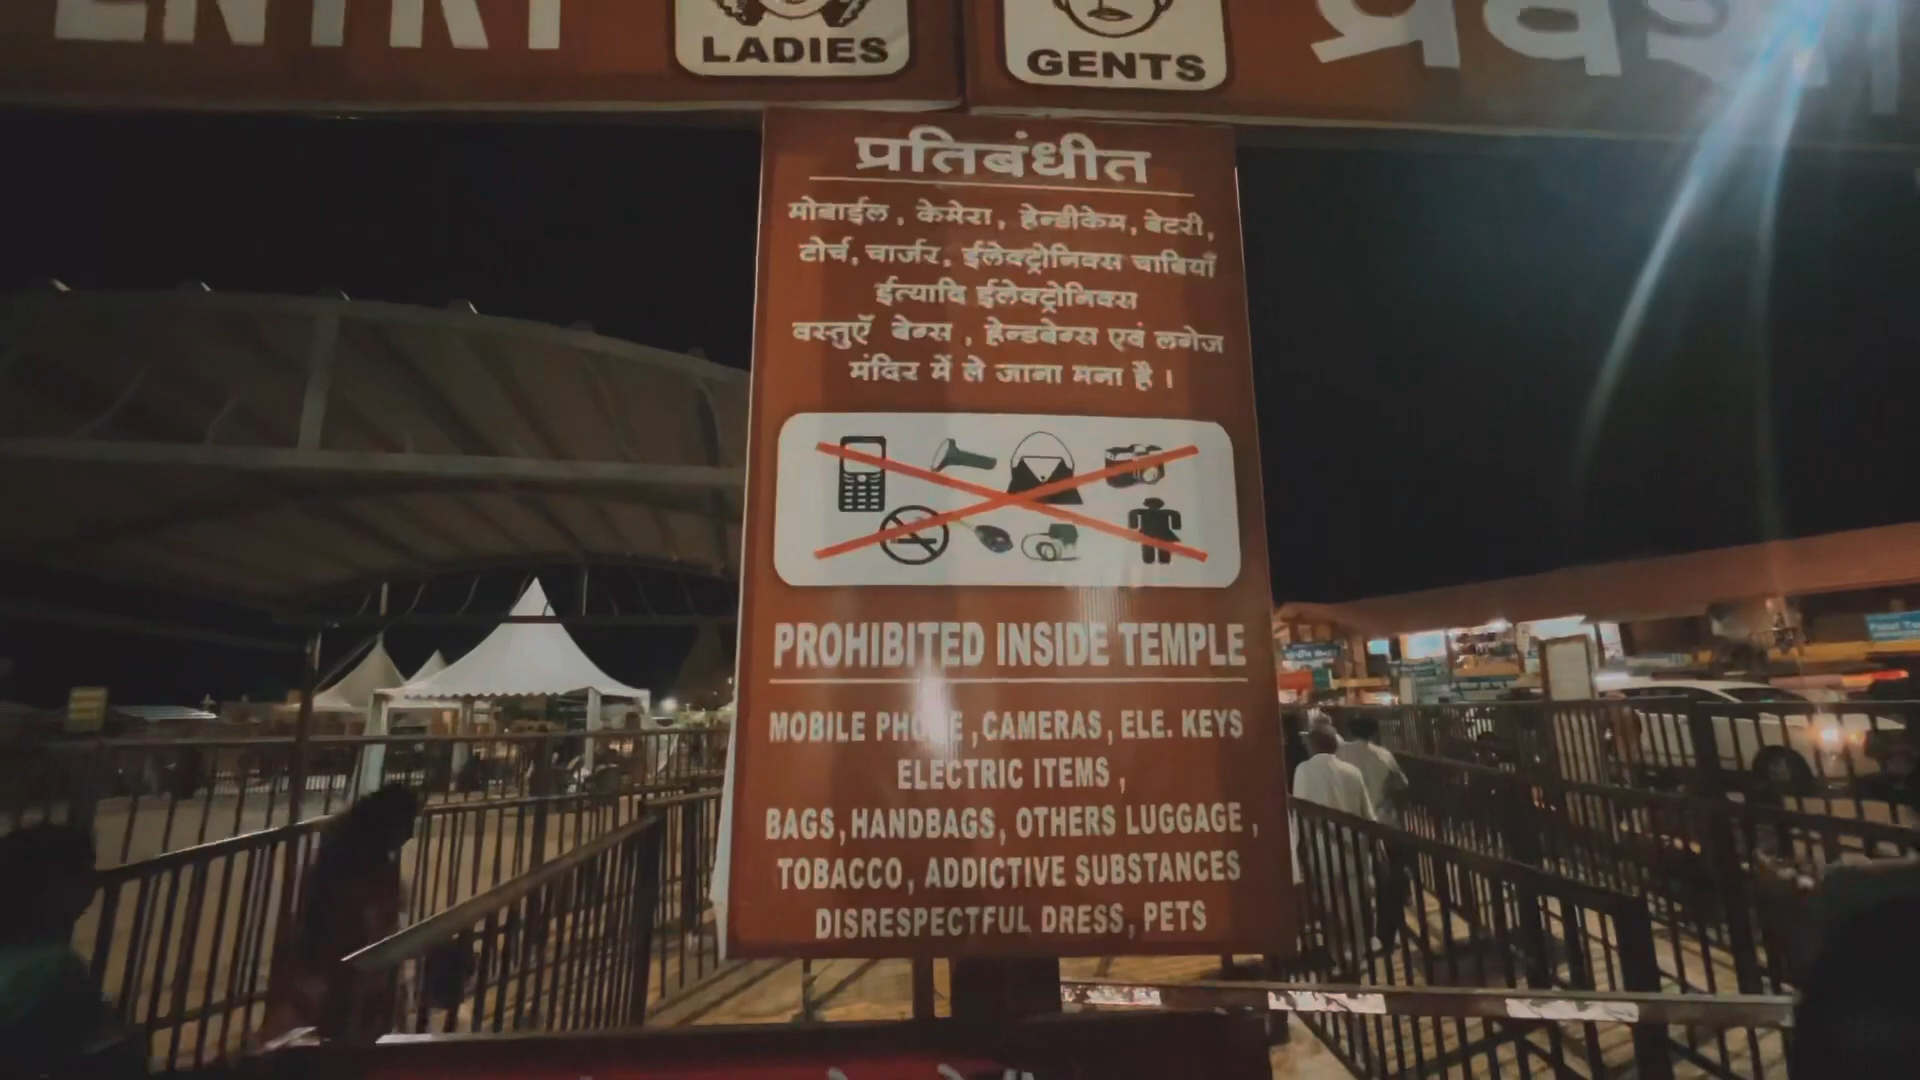 ENTRY
LADIES
GENTS
प्रतिबंधीत
मोबाईल, केमेरा, हेन्डीकेम, बेटरी,
टोर्च, चार्जर, ईलेक्ट्रोनिक्स चाबियाँ
ईत्यादि ईलेक्ट्रोनिक्स
वस्तुएँ बेग्स, हेन्डबेग्स एवं लगेज
मंदिर में ले जाना मना है।
PROHIBITED INSIDE TEMPLE
MOBILE PHONE, CAMERAS, ELE. KEYS
ELECTRIC ITEMS,
BAGS, HANDBAGS, OTHERS LUGGAGE,
TOBACCO, ADDICTIVE SUBSTANCES
DISRESPECTFUL DRESS, PETS